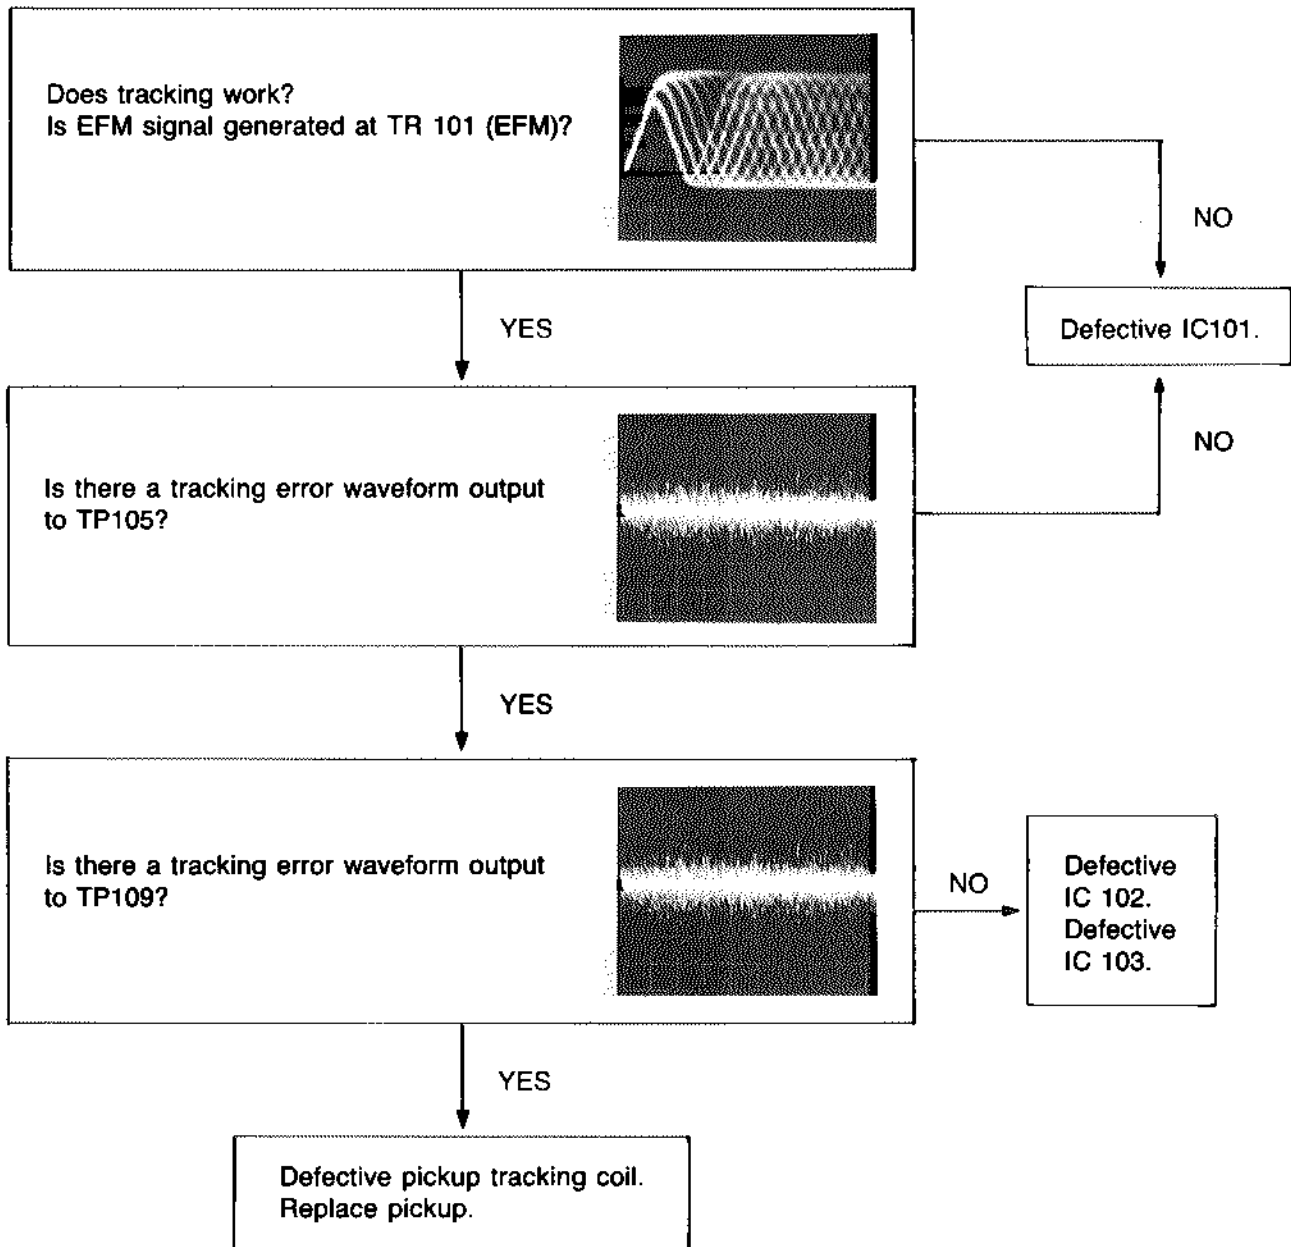 Does tracking work?
Is EFM signal generated at TR 101 (EFM)?
NO
YES
Defective IC101.
NO
Is there a tracking error waveform output
to TP105?
YES
Is there a tracking error waveform output
to TP109?
NO
Defective
IC 102.
Defective
IC 103.
YES
Defective pickup tracking coil.
Replace pickup.